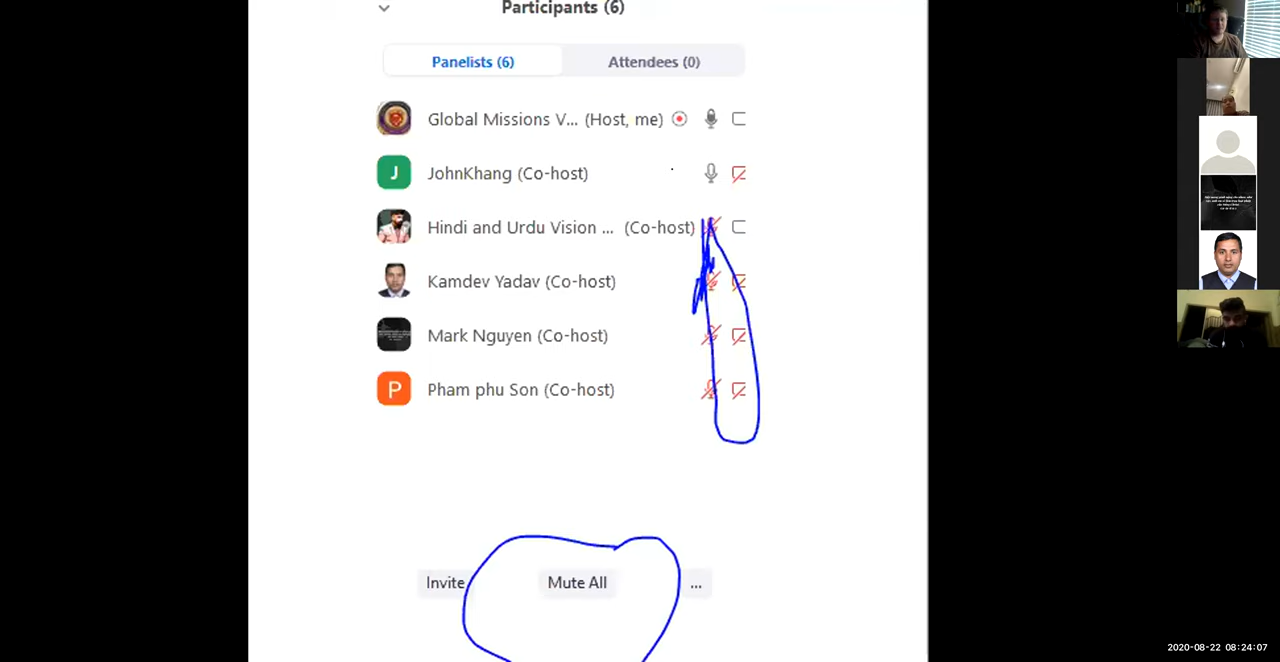 Participants (6)
Panelists (6) Attendees (0)
Global Missions V... (Host, me)
J JohnKhang (Co-host)
Hindi and Urdu Vision ... (Co-host)
Kamdev Yadav (Co-host)
Mark Nguyen (Co-host)
P Pham phu Son (Co-host)
Invite Mute All ...
2020-08-22 08:24:07